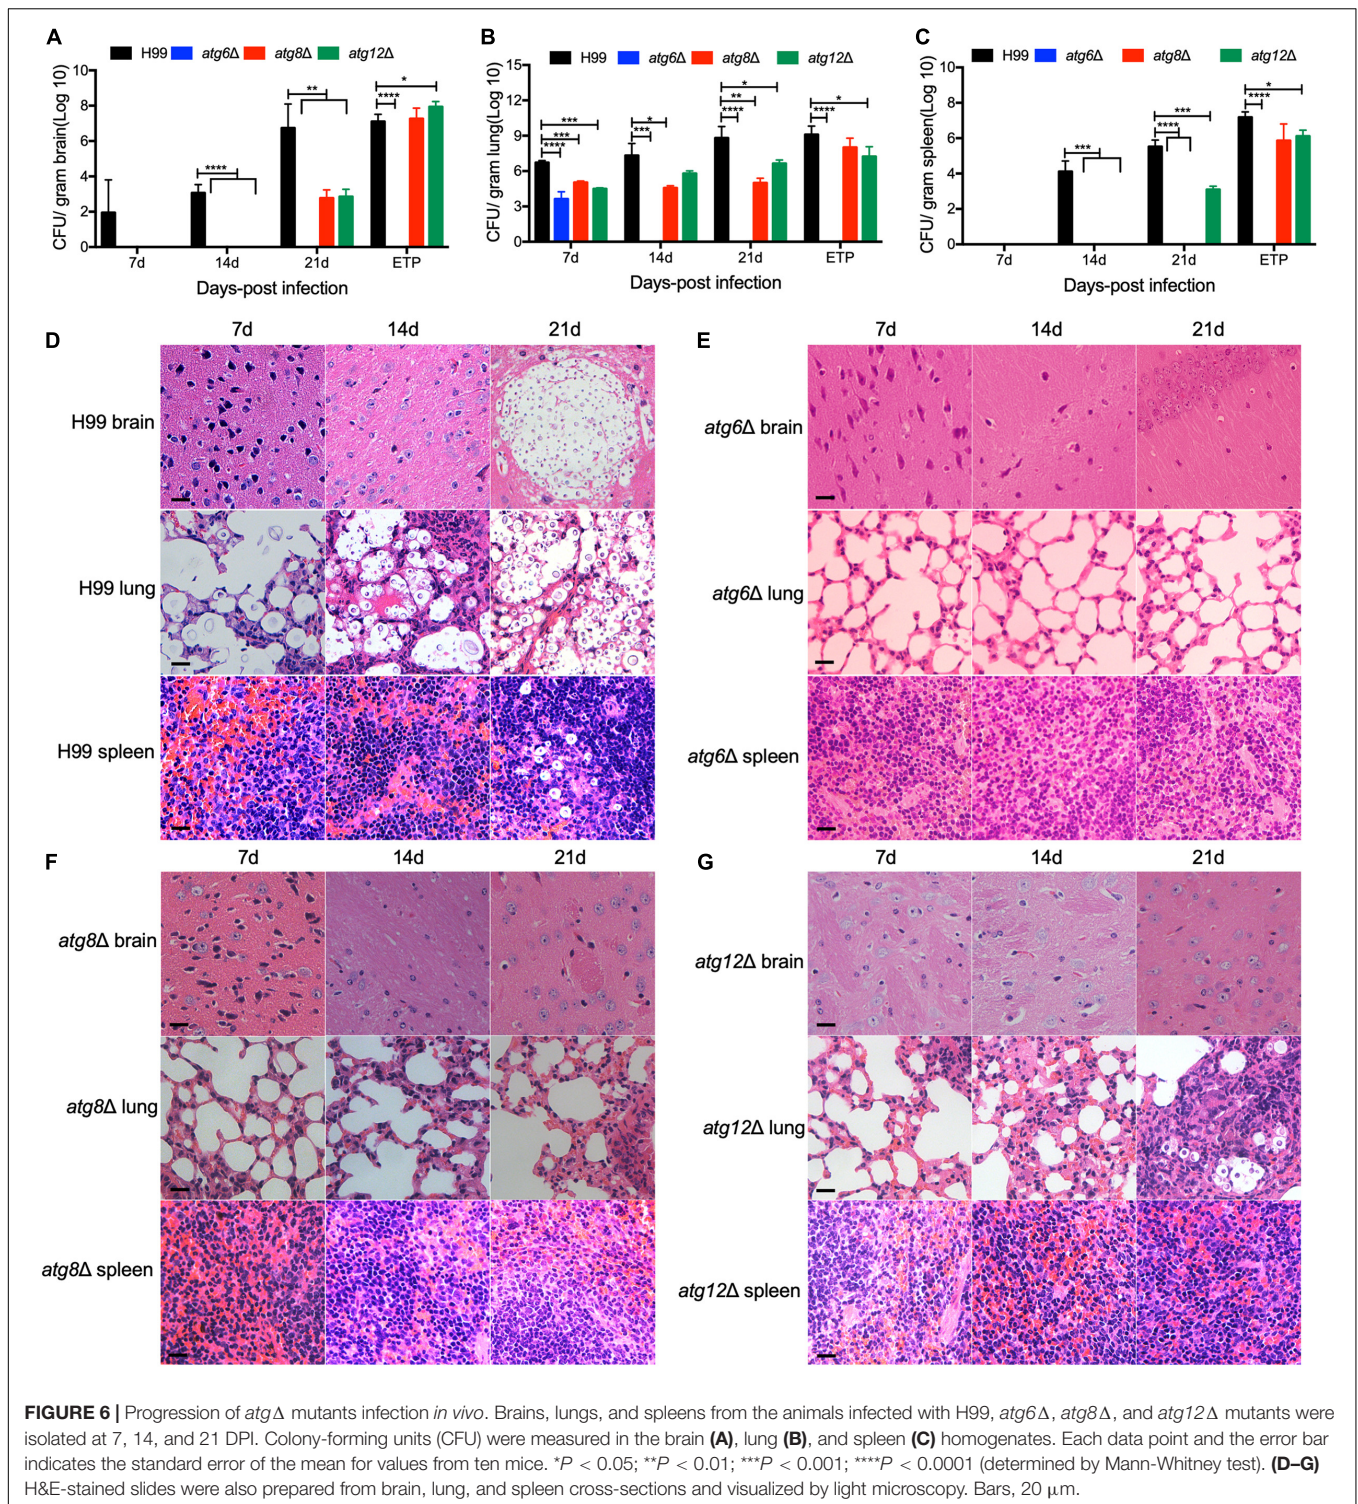 A
H99 atg6Δ atg8Δ atg12Δ
CFU/ gram brain(Log 10)
10
8
6
4
2
0
****
**
****
*
7d 14d 21d ETP
Days-post infection
B
H99 atg6Δ atg8Δ atg12Δ
CFU/ gram lung(Log 10)
15
12
9
6
3
0
***
***
****
*
***
*
**
****
*
****
7d 14d 21d ETP
Days-post infection
C
H99 atg6Δ atg8Δ atg12Δ
CFU/ gram spleen(Log 10)
10
8
6
4
2
0
***
***
****
*
****
7d 14d 21d ETP
Days-post infection
D
7d 14d 21d
H99 brain
H99 lung
H99 spleen
E
7d 14d 21d
atg6Δ brain
atg6Δ lung
atg6Δ spleen
F
7d 14d 21d
atg8Δ brain
atg8Δ lung
atg8Δ spleen
G
7d 14d 21d
atg12Δ brain
atg12Δ lung
atg12Δ spleen
FIGURE 6 | Progression of atgΔ mutants infection in vivo. Brains, lungs, and spleens from the animals infected with H99, atg6Δ, atg8Δ, and atg12Δ mutants were
isolated at 7, 14, and 21 DPI. Colony-forming units (CFU) were measured in the brain (A), lung (B), and spleen (C) homogenates. Each data point and the error bar
indicates the standard error of the mean for values from ten mice. *P < 0.05; **P < 0.01; ***P < 0.001; ****P < 0.0001 (determined by Mann-Whitney test). (D–G)
H&E-stained slides were also prepared from brain, lung, and spleen cross-sections and visualized by light microscopy. Bars, 20 μm.